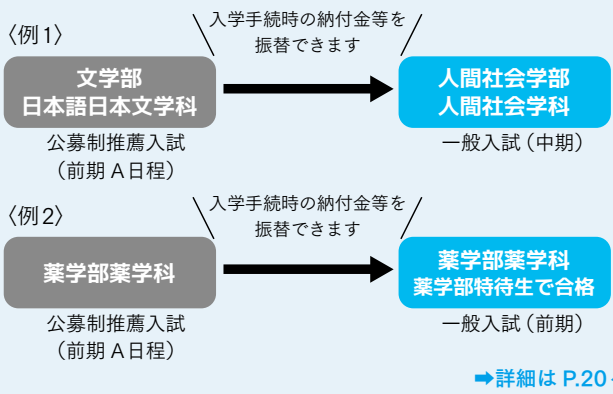 〈例1〉
入学手続時の納付金等を
振替できます
文学部
日本語日本文学科
人間社会学部
人間社会学科
公募制推薦入試
（前期A日程）
一般入試（中期）
〈例2〉
入学手続時の納付金等を
振替できます
薬学部薬学科
薬学部薬学科
薬学部特待生で合格
公募制推薦入試
（前期A日程）
一般入試（前期）
➡詳細は P.20